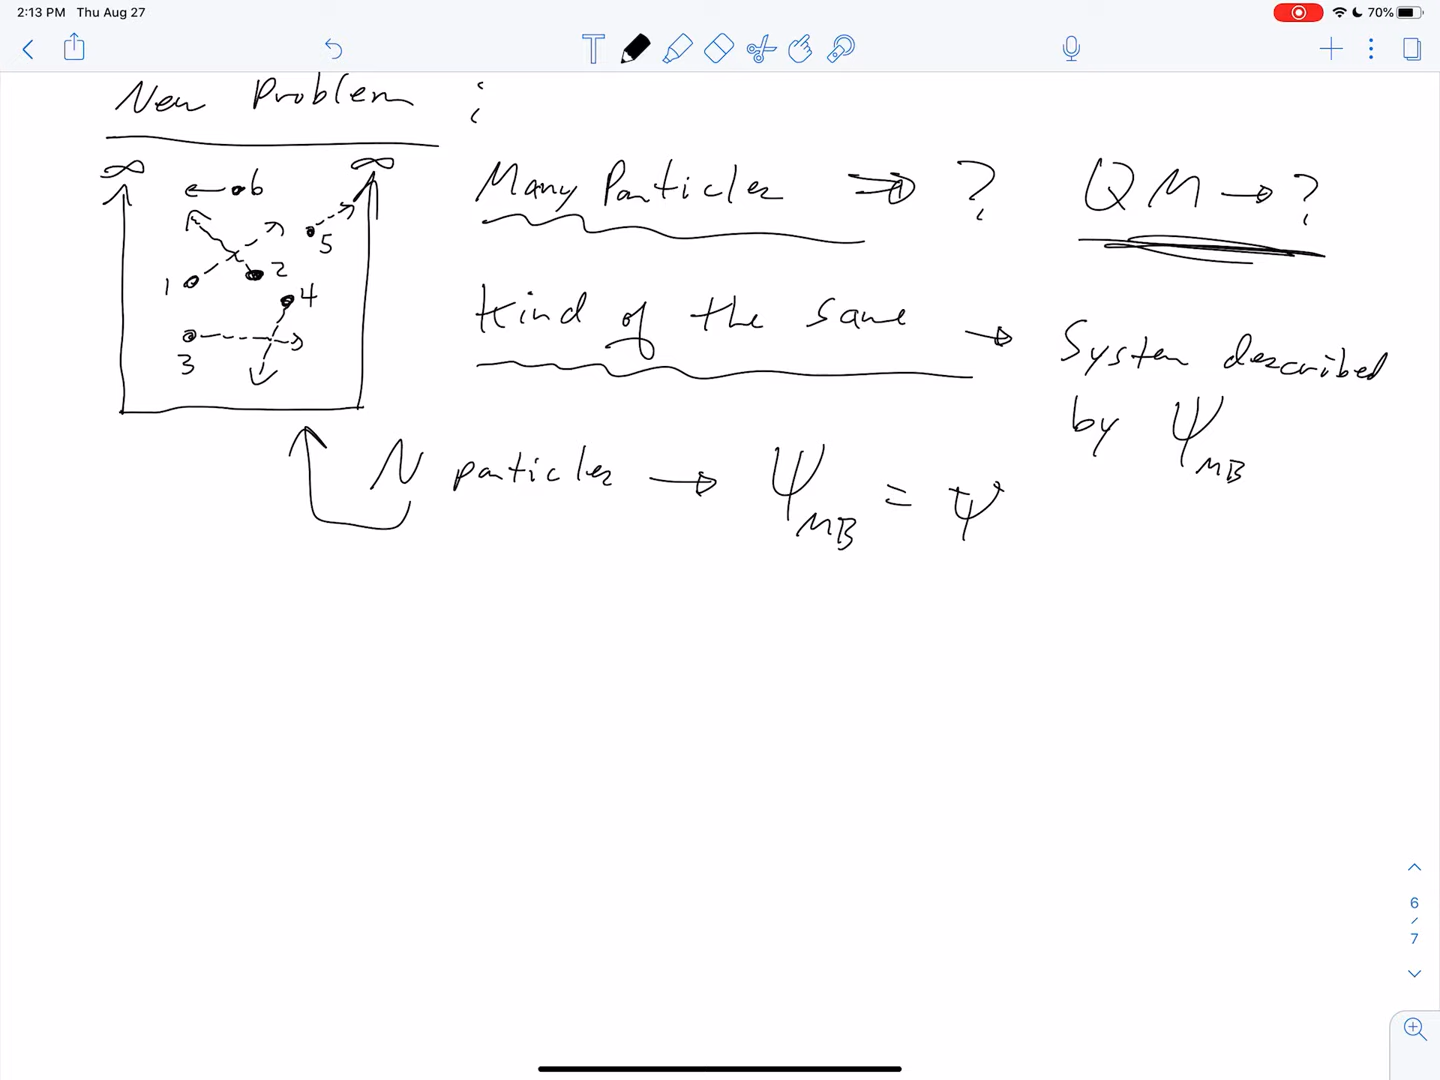 2:13 PM Thu Aug 27
70%
T
New Problem :
∞ ∞
Many Particles ⇒ ? QM → ?
6
5
1 2
4
3
Kind of the same → System described
by Ψ_MB
N particles → Ψ_MB = Ψ
6
/
7